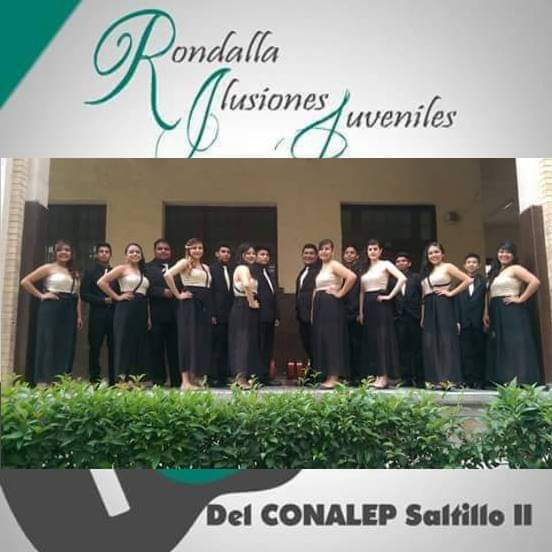 Rondalla
Ilusiones Juveniles
Del CONALEP Saltillo II